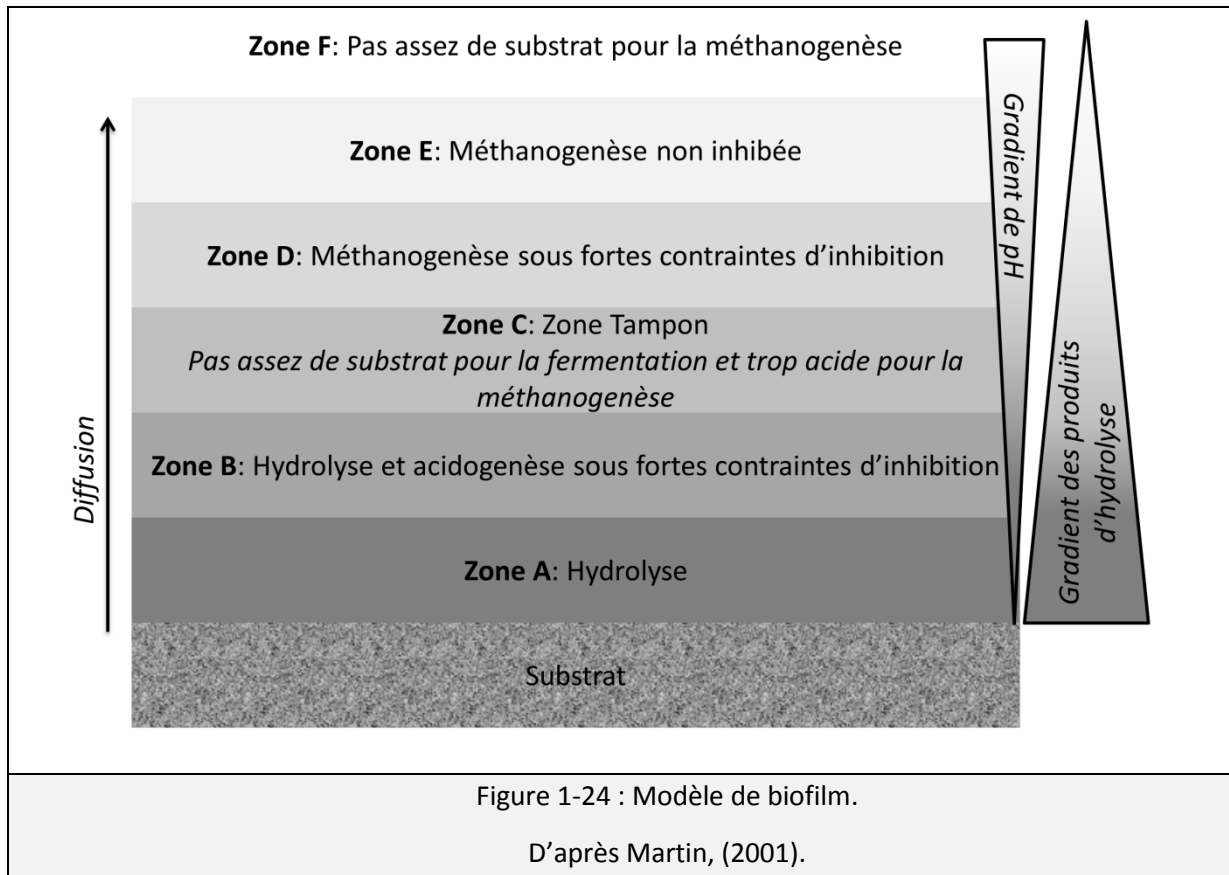 Zone F: Pas assez de substrat pour la méthanogenèse
Zone E: Méthanogenèse non inhibée
Zone D: Méthanogenèse sous fortes contraintes d’inhibition
Zone C: Zone Tampon
Pas assez de substrat pour la fermentation et trop acide pour la
méthanogenèse
Zone B: Hydrolyse et acidogenèse sous fortes contraintes d’inhibition
Zone A: Hydrolyse
Substrat
Diffusion
Gradient de pH
Gradient des produits
d’hydrolyse
Figure 1-24 : Modèle de biofilm.
D’après Martin, (2001).